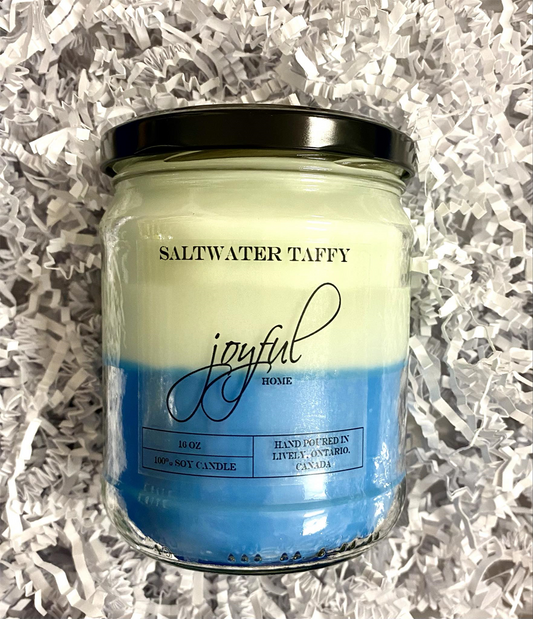 SALTWATER TAFFY
joyful
HOME
16 OZ
100% SOY CANDLE
HAND POURED IN
LIVELY, ONTARIO.
CANADA